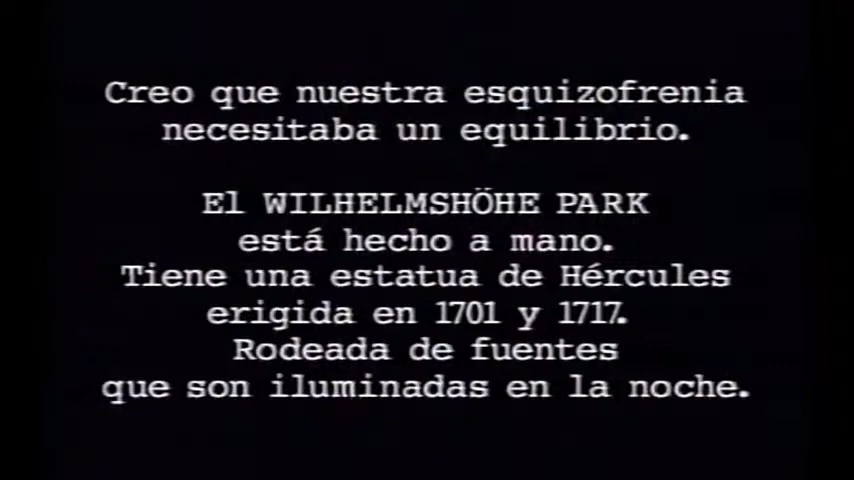 Creo que nuestra esquizofrenia
necesitaba un equilibrio.
El WILHELMSHÖHE PARK
está hecho a mano.
Tiene una estatua de Hércules
erigida en 1701 y 1717.
Rodeada de fuentes
que son iluminadas en la noche.